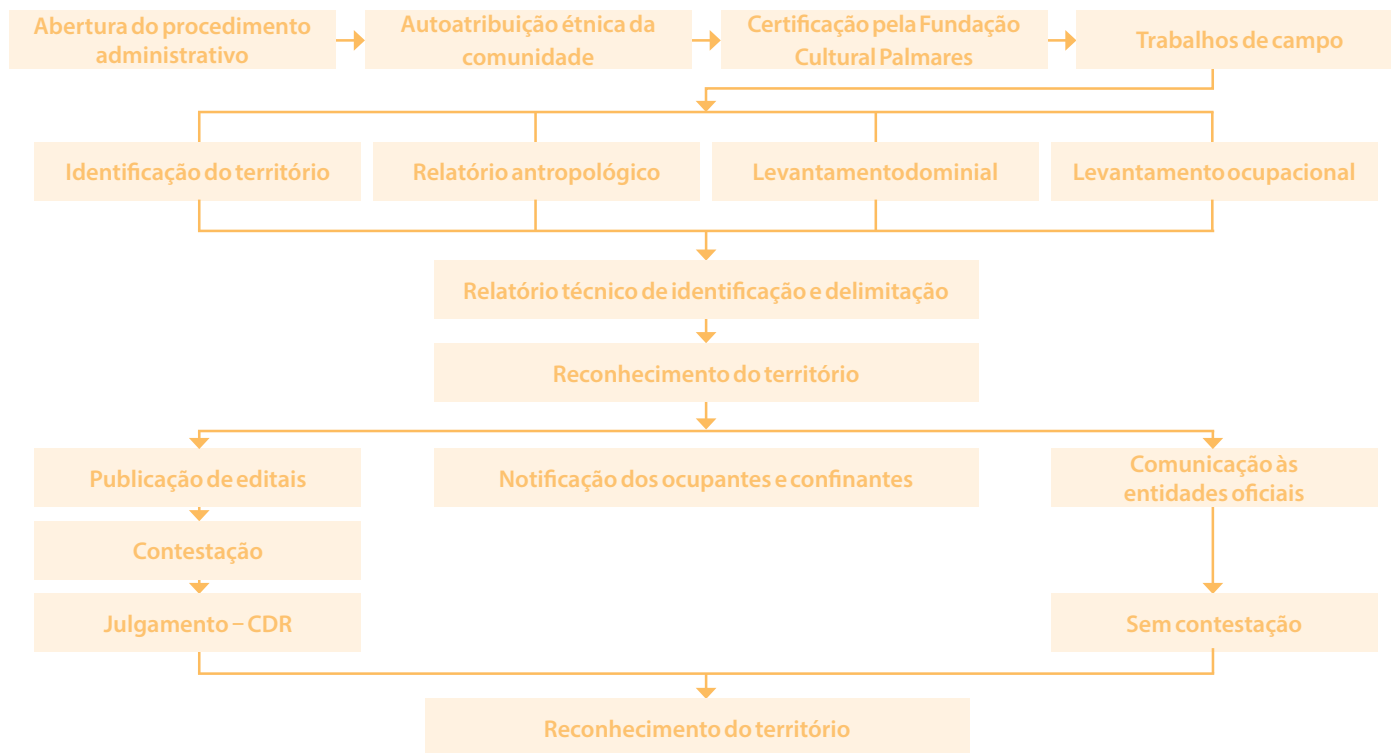 Abertura do procedimento
administrativo
Autoatribuição étnica da
comunidade
Certificação pela Fundação
Cultural Palmares
Trabalhos de campo
Identificação do território
Relatório antropológico
Levantamentodominial
Levantamento ocupacional
Relatório técnico de identificação e delimitação
Reconhecimento do território
Publicação de editais
Notificação dos ocupantes e confinantes
Comunicação às
entidades oficiais
Contestação
Julgamento – CDR
Sem contestação
Reconhecimento do território